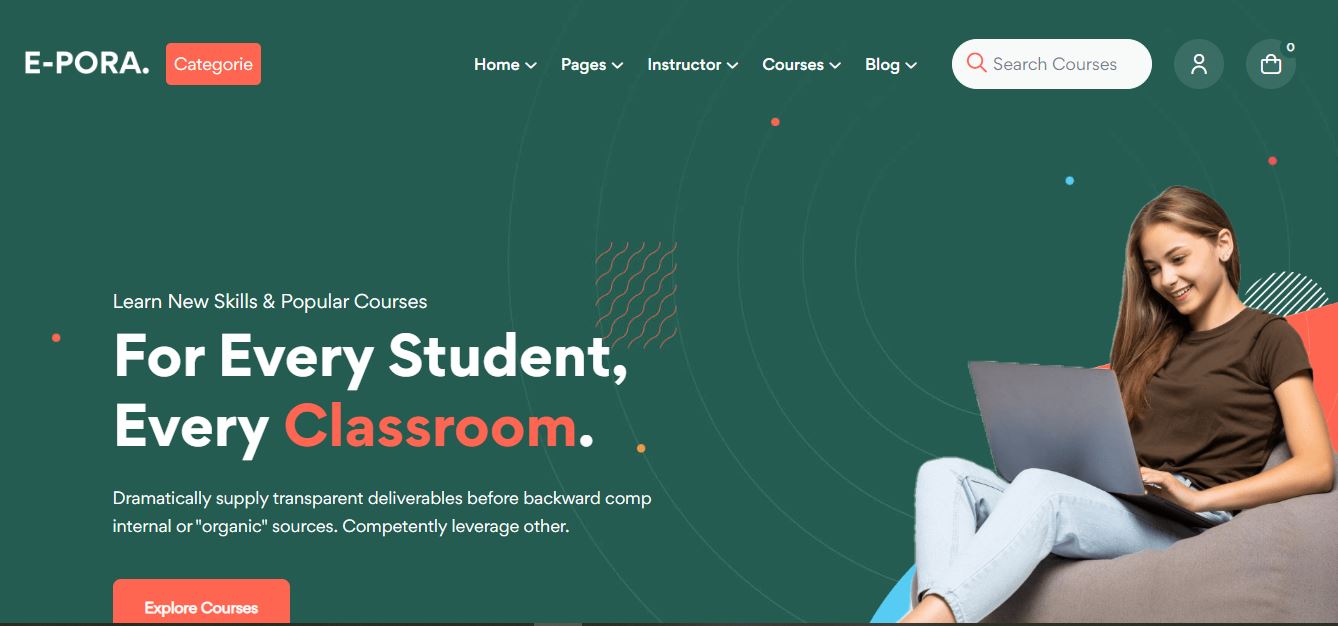 E-PORA.
Categorie
Home
Pages
Instructor
Courses
Blog
Search Courses
0
Learn New Skills & Popular Courses
For Every Student,
Every Classroom.
Dramatically supply transparent deliverables before backward comp
internal or "organic" sources. Competently leverage other.
Explore Courses